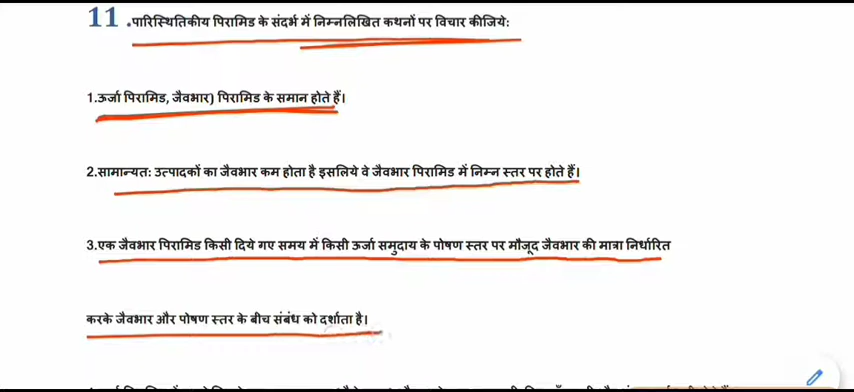 11 .पारिस्थितिकीय पिरामिड के संदर्भ में निम्नलिखित कथनों पर विचार कीजिये:
1.ऊर्जा पिरामिड, जैवभार) पिरामिड के समान होते हैं।
2.सामान्यत: उत्पादकों का जैवभार कम होता है इसलिये वे जैवभार पिरामिड में निम्न स्तर पर होते हैं।
3.एक जैवभार पिरामिड किसी दिये गए समय में किसी ऊर्जा समुदाय के पोषण स्तर पर मौजूद जैवभार की मात्रा निर्धारित
करके जैवभार और पोषण स्तर के बीच संबंध को दर्शाता है।